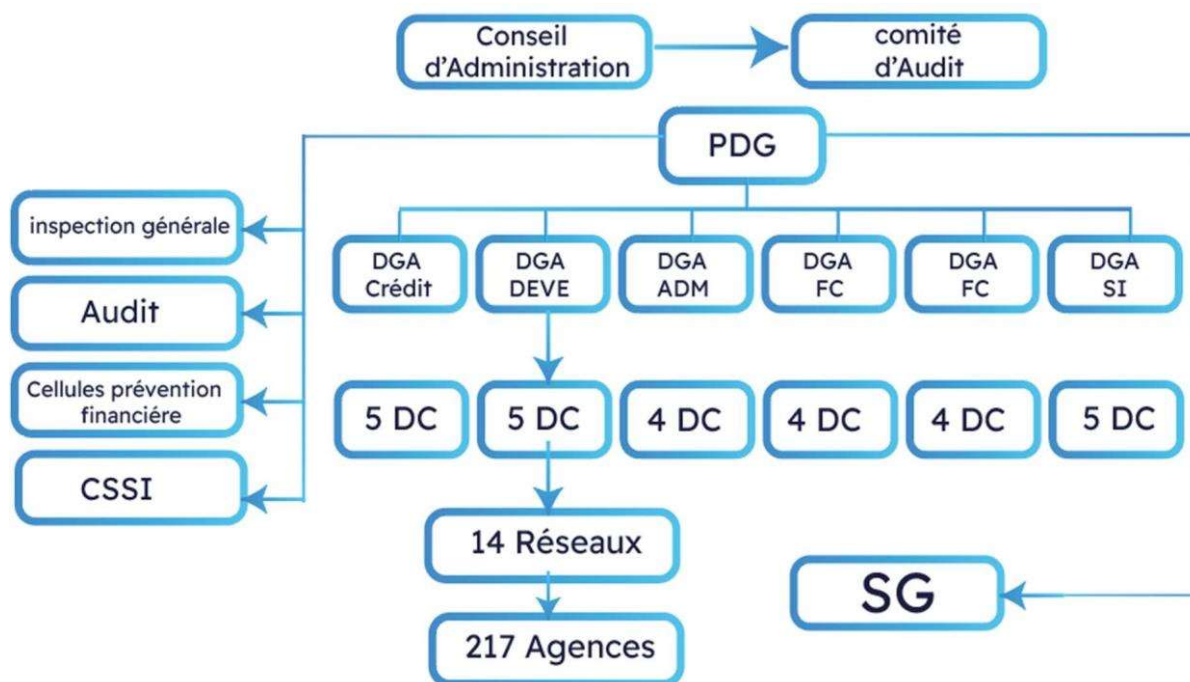 Conseil
d'Administration
comité
d'Audit
PDG
inspection générale
Audit
Cellules prévention
financiére
CSSI
DGA
Crédit
DGA
DEVE
DGA
ADM
DGA
FC
DGA
FC
DGA
SI
5 DC
5 DC
4 DC
4 DC
4 DC
5 DC
14 Réseaux
217 Agences
SG